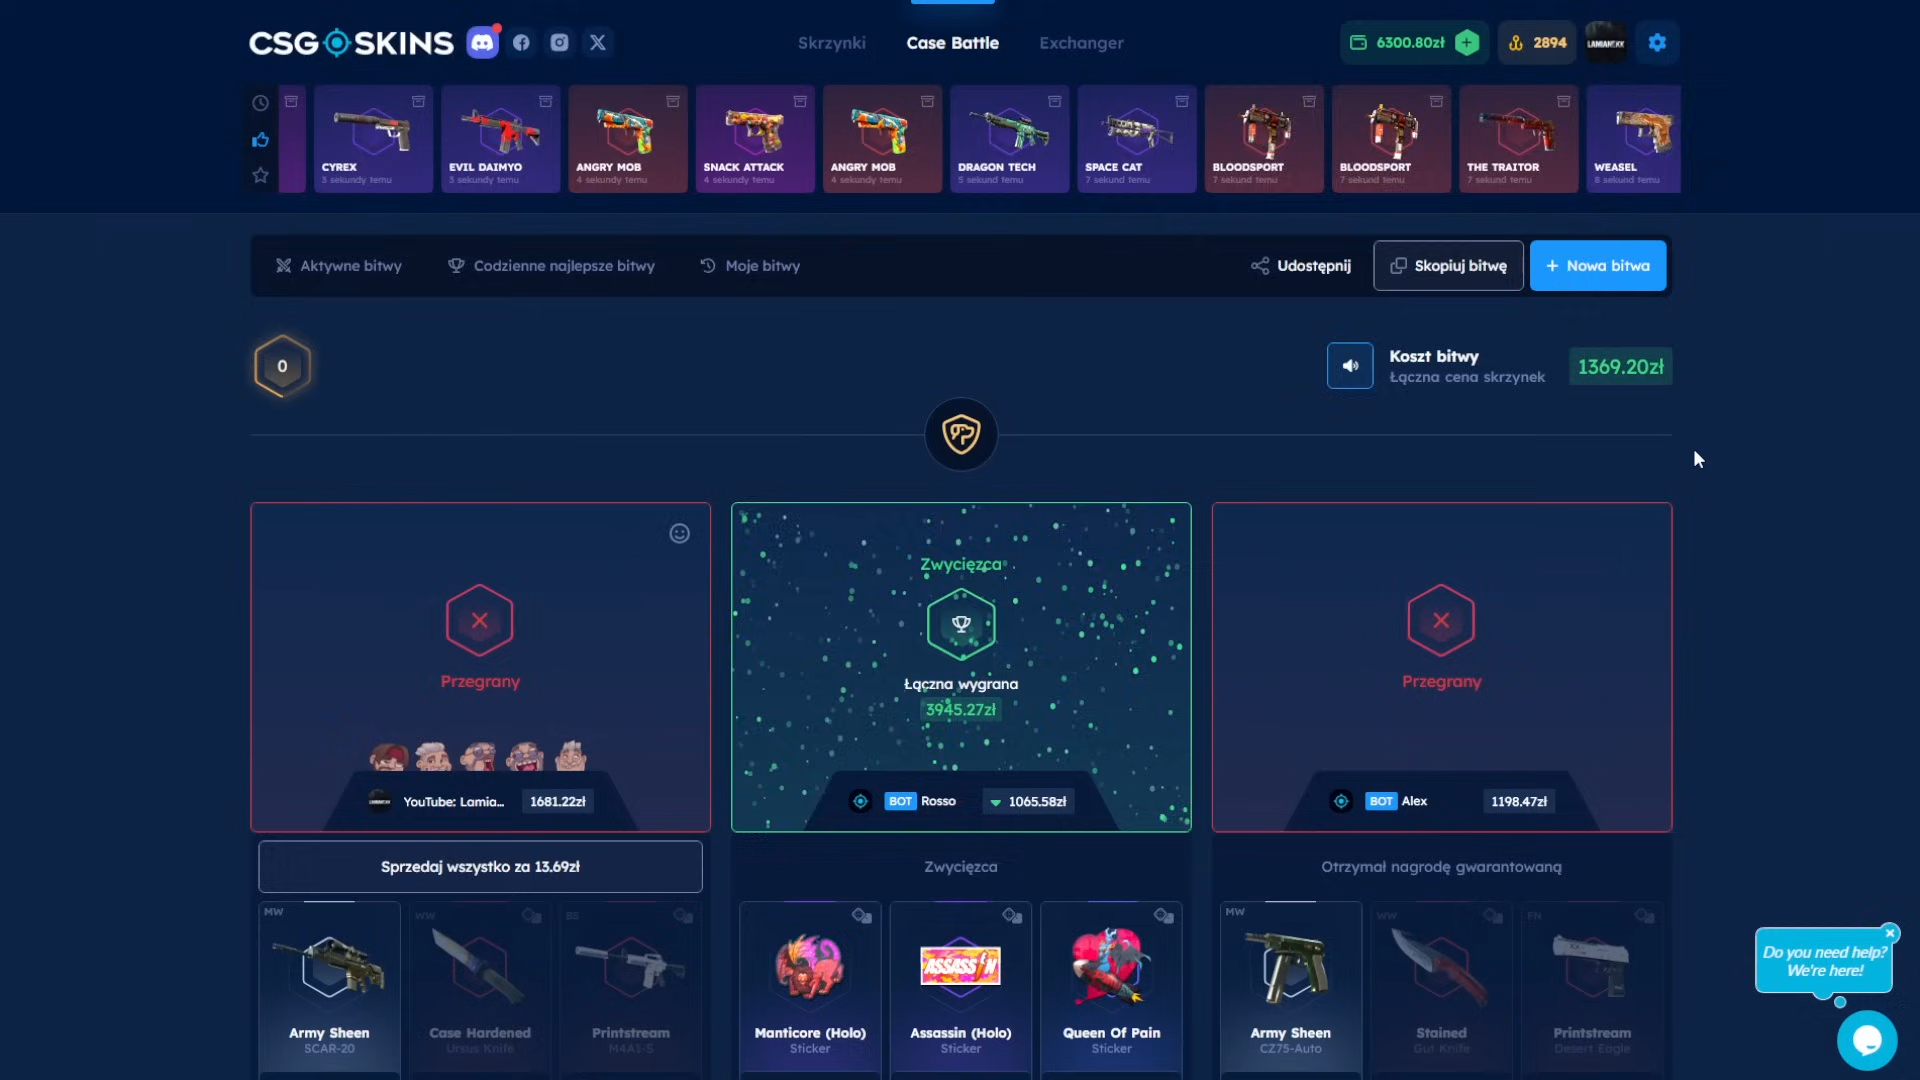 CSG SKINS
Skrzynki
Case Battle
Exchanger
6300.80zł
2894
LAMIANEXX
CYREX
3 sekundy temu
EVIL DAIMYO
3 sekundy temu
ANGRY MOB
4 sekundy temu
SNACK ATTACK
4 sekundy temu
ANGRY MOB
4 sekundy temu
DRAGON TECH
5 sekund temu
SPACE CAT
7 sekund temu
BLOODSPORT
7 sekund temu
BLOODSPORT
7 sekund temu
THE TRAITOR
7 sekund temu
WEASEL
8 sekund temu
Aktywne bitwy
Codzienne najlepsze bitwy
Moje bitwy
Udostępnij
Skopiuj bitwę
+ Nowa bitwa
0
Koszt bitwy
Łączna cena skrzynek
1369.20zł
Przegrany
YouTube: Lamia...
1681.22zł
Zwycięzca
Łączna wygrana
3945.27zł
BOT Rosso
1065.58zł
Przegrany
BOT Alex
1198.47zł
Sprzedaj wszystko za 13.69zł
Zwycięzca
Otrzymał nagrodę gwarantowaną
MW
Army Sheen
SCAR-20
WW
Case Hardened
Ursus Knife
BS
Printstream
M4A1-S
Manticore (Holo)
Sticker
Assassin (Holo)
Sticker
ASSASSIN
Queen Of Pain
Sticker
MW
Army Sheen
CZ75-Auto
WW
Stained
Gut Knife
FN
Printstream
Desert Eagle
Do you need help?
We're here!